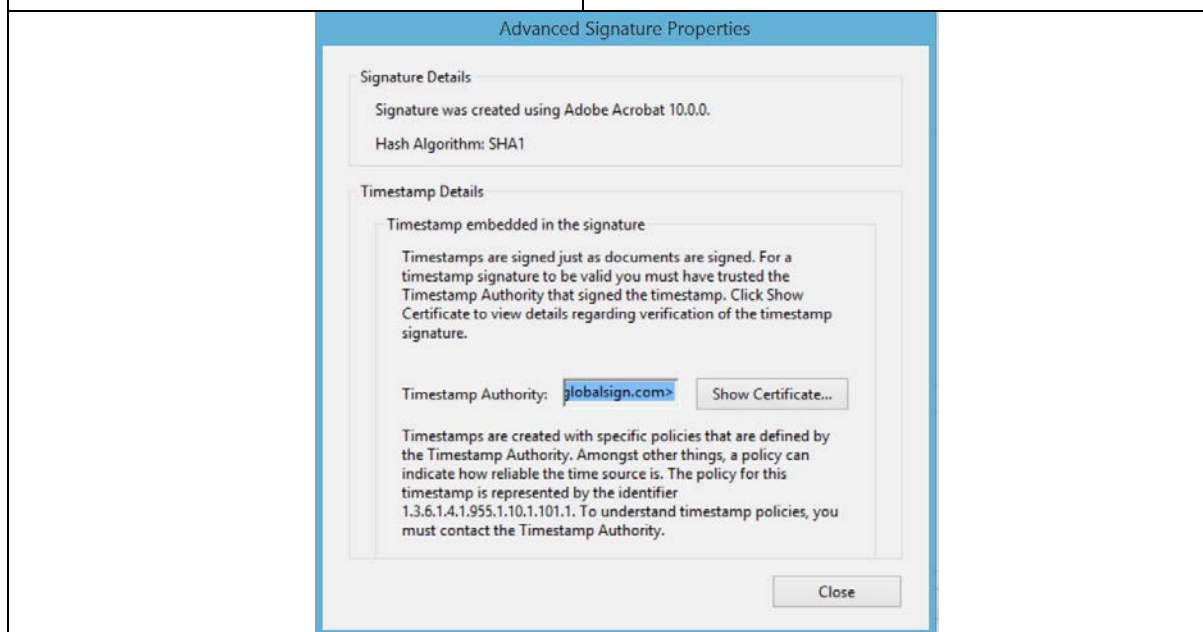 Advanced Signature Properties
Signature Details
Signature was created using Adobe Acrobat 10.0.0.
Hash Algorithm: SHA1
Timestamp Details
Timestamp embedded in the signature
Timestamps are signed just as documents are signed. For a
timestamp signature to be valid you must have trusted the
Timestamp Authority that signed the timestamp. Click Show
Certificate to view details regarding verification of the timestamp
signature.
Timestamp Authority: globalsign.com> Show Certificate...
Timestamps are created with specific policies that are defined by
the Timestamp Authority. Amongst other things, a policy can
indicate how reliable the time source is. The policy for this
timestamp is represented by the identifier
1.3.6.1.4.1.955.1.10.1.101.1. To understand timestamp policies, you
must contact the Timestamp Authority.
Close